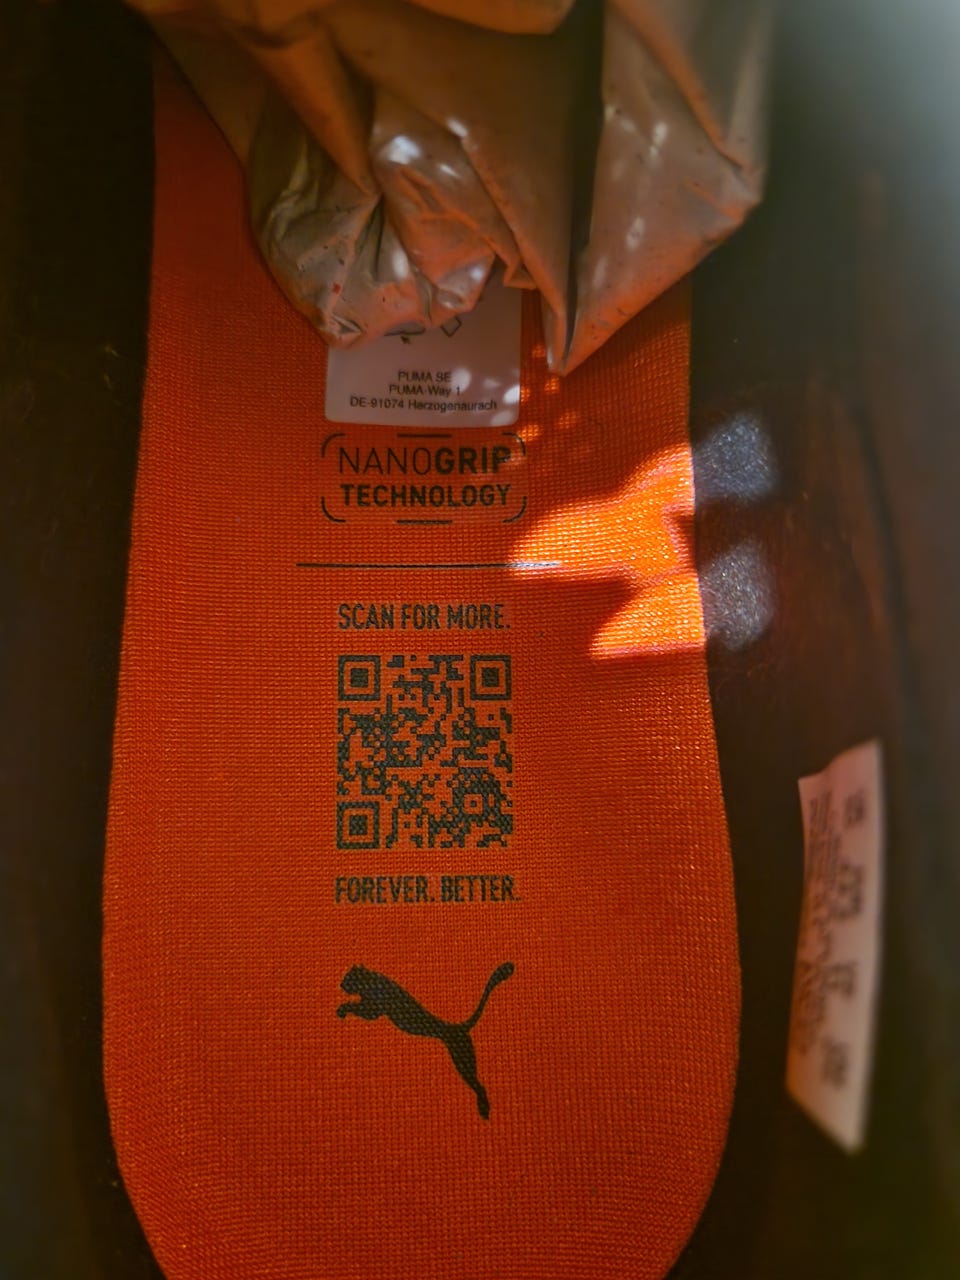 PUMA SE
PUMA-Way 1
DE-91074 Herzogenaurach
NANOGRIP
TECHNOLOGY
SCAN FOR MORE.
FOREVER. BETTER.